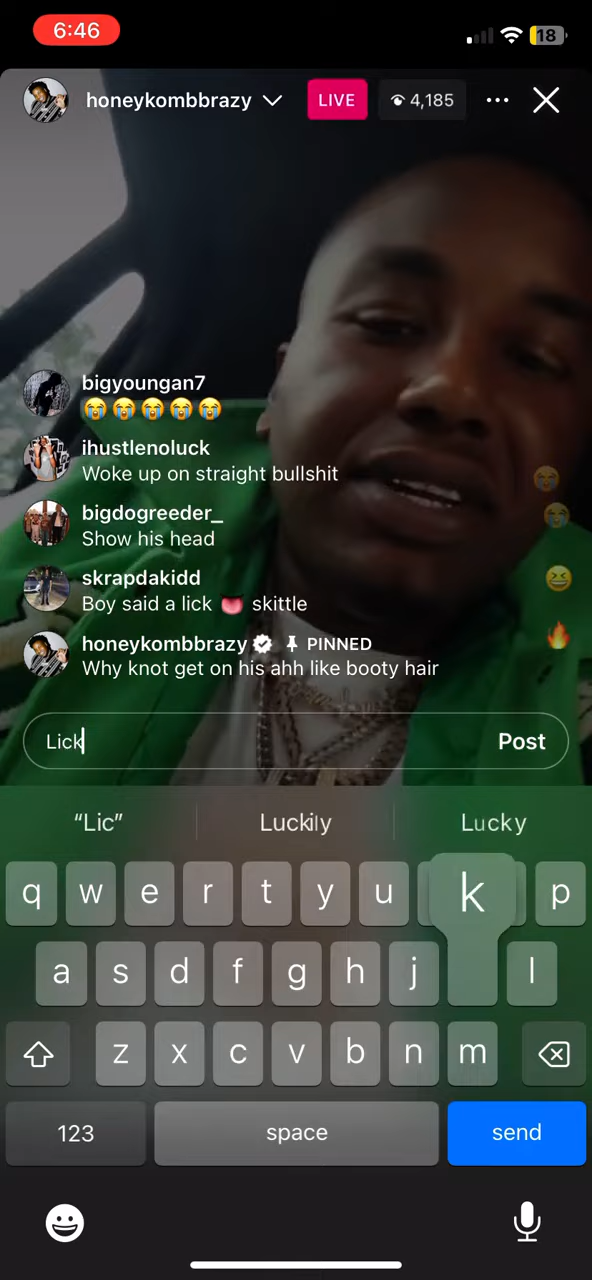 6:46
18
honeykombbrazy
LIVE
4,185
bigyoungan7
😭😭😭😭😭
ihustlenoluck
Woke up on straight bullshit
bigdogreeder_
Show his head
skrapdakidd
Boy said a lick 👅 skittle
honeykombbrazy PINNED
Why knot get on his ahh like booty hair
Lick
Post
“Lic” Luckily Lucky
q w e r t y u k p
a s d f g h j l
z x c v b n m
123 space send